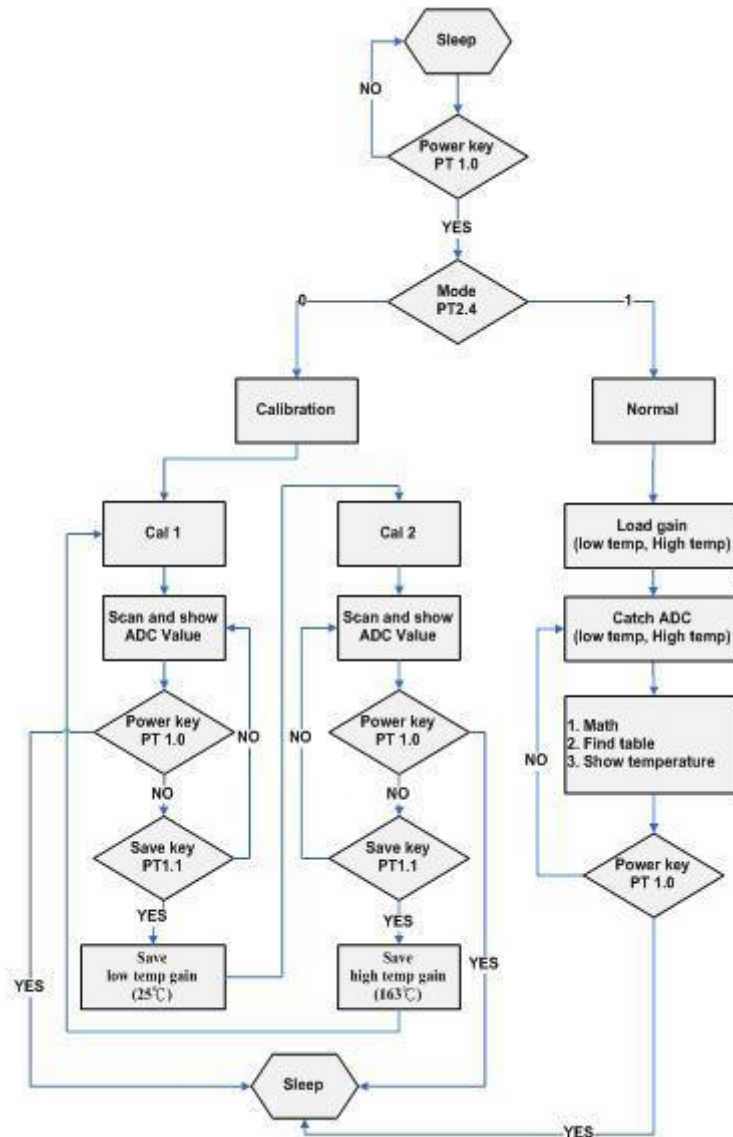 Sleep
NO
Power key
PT 1.0
YES
Mode
PT2.4
0
1
Calibration
Normal
Cal 1
Cal 2
Load gain
(low temp, High temp)
Scan and show
ADC Value
Scan and show
ADC Value
Catch ADC
(low temp, High temp)
Power key
PT 1.0
NO
NO
Power key
PT 1.0
1. Math
2. Find table
3. Show temperature
NO
NO
NO
Save key
PT1.1
Save key
PT1.1
Power key
PT 1.0
YES
YES
Save
low temp gain
(25℃)
Save
high temp gain
(163℃)
YES
YES
Sleep
YES